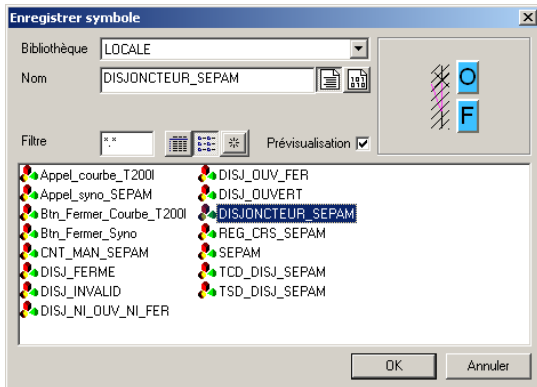 Enregistrer symbole
Bibliothèque LOCALE
Nom DISJONCTEUR_SEPAM
O
F
Filtre *.* Prévisualisation
Appel_courbe_T200I DISJ_OUV_FER
Appel_syno_SEPAM DISJ_OUVERT
Btn_Fermer_Courbe_T200I DISJONCTEUR_SEPAM
Btn_Fermer_Syno REG_CRS_SEPAM
CNT_MAN_SEPAM SEPAM
DISJ_FERME TCD_DISJ_SEPAM
DISJ_INVALID TSD_DISJ_SEPAM
DISJ_NI_OUV_NI_FER
OK Annuler